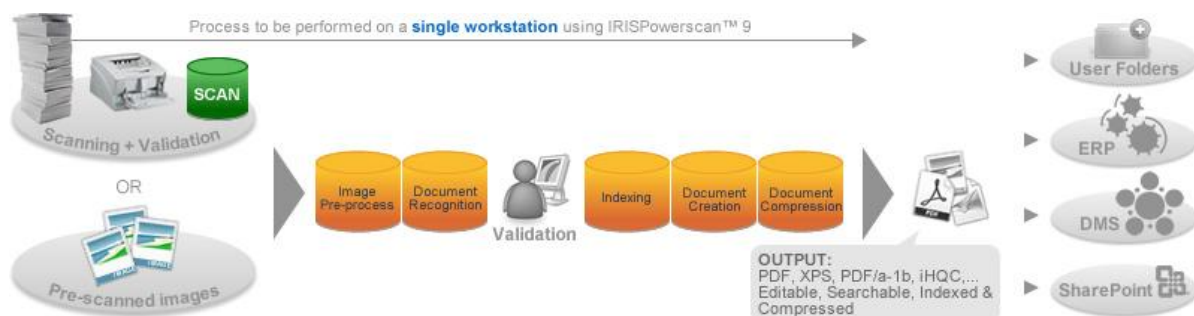 Process to be performed on a single workstation using IRISPowerscan™ 9
SCAN
Scanning + Validation
OR
Pre-scanned images
Image
Pre-process
Document
Recognition
Validation
Indexing
Document
Creation
Document
Compression
PDF
OUTPUT:
PDF, XPS, PDF/a-1b, iHQC,...
Editable, Searchable, Indexed &
Compressed
User Folders
ERP
DMS
SharePoint